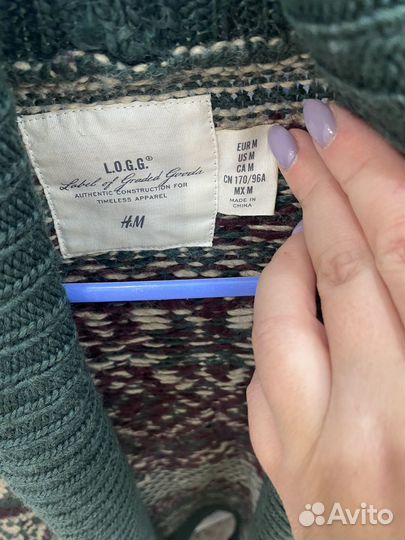 L.O.G.G.®
Label of Graded Goods
AUTHENTIC CONSTRUCTION FOR
TIMELESS APPAREL
H&M
EUR M
US M
CA M
CN 170/96A
MX M
MADE IN
CHINA
Avito